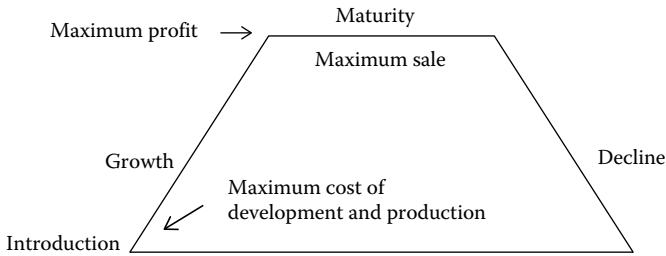 Maturity
Maximum profit
Maximum sale
Growth
Decline
Maximum cost of
development and production
Introduction